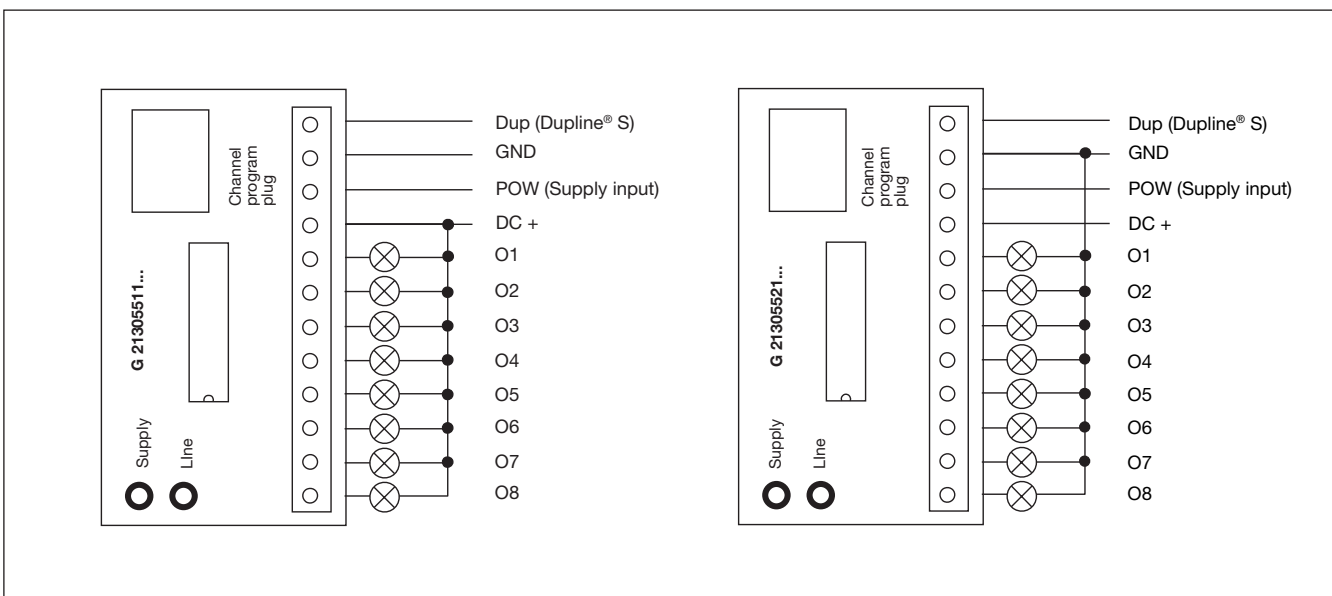 Dup (Dupline® S)
GND
POW (Supply input)
DC +
O1
O2
O3
O4
O5
O6
O7
O8
Channel
program
plug
G 21305511...
Supply
LIne
Dup (Dupline® S)
GND
POW (Supply input)
DC +
O1
O2
O3
O4
O5
O6
O7
O8
Channel
program
plug
G 21305521...
Supply
LIne